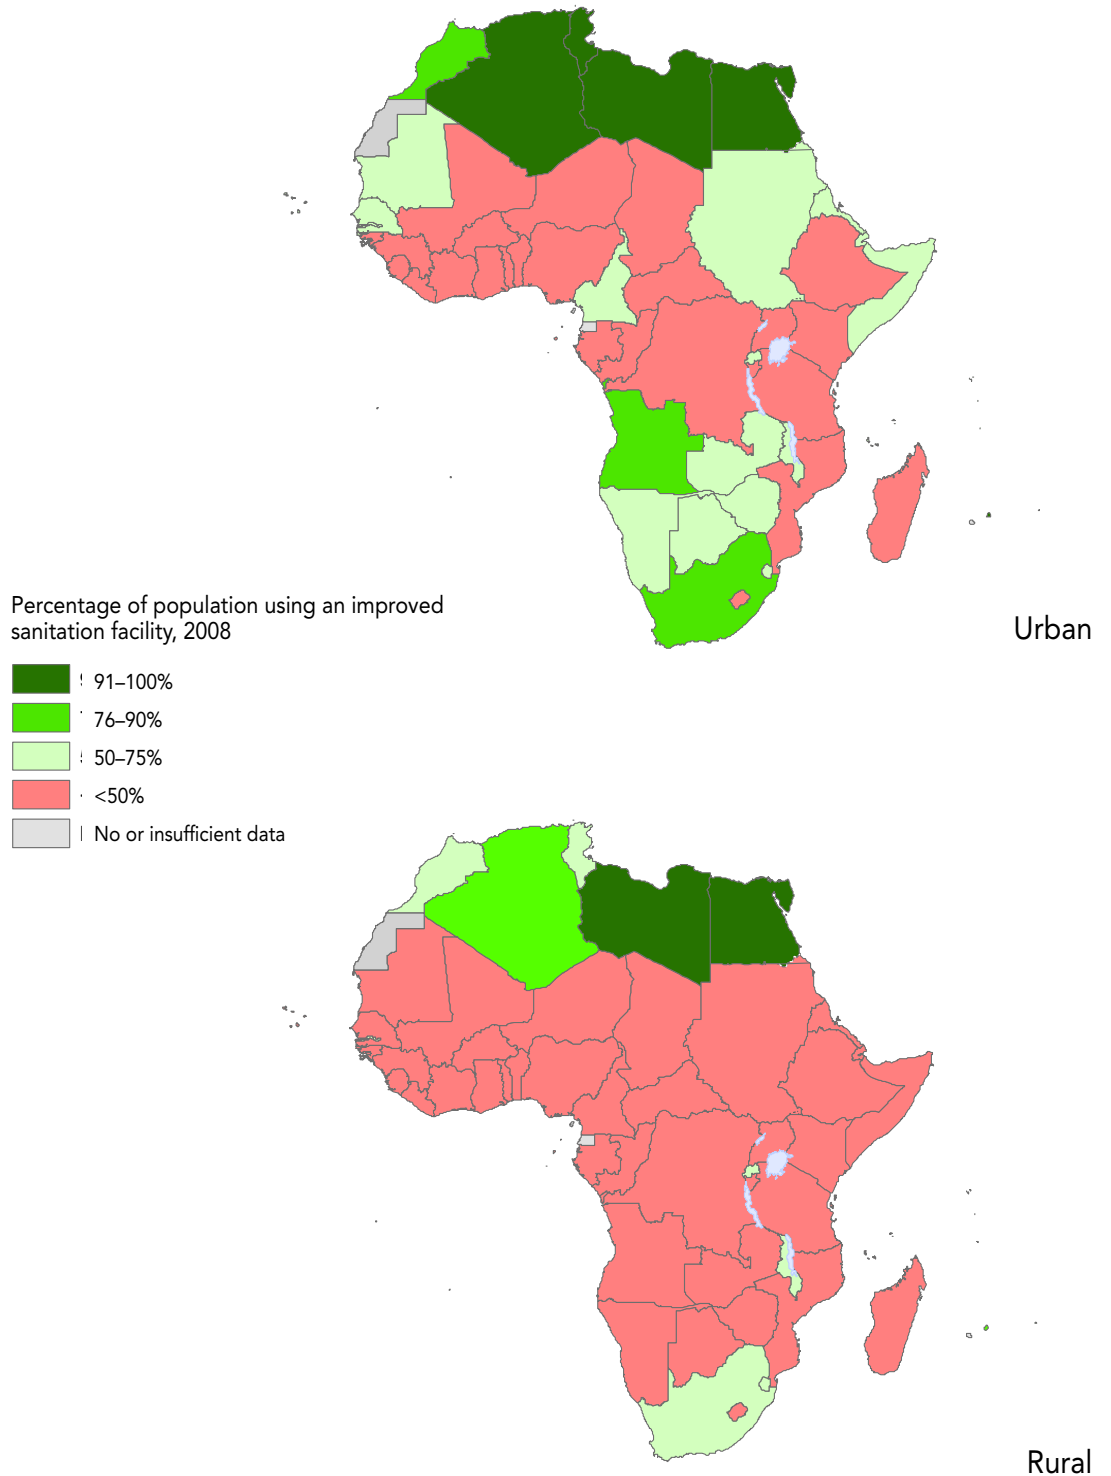 Urban
Percentage of population using an improved
sanitation facility, 2008
91–100%
76–90%
50–75%
<50%
No or insufficient data
Rural